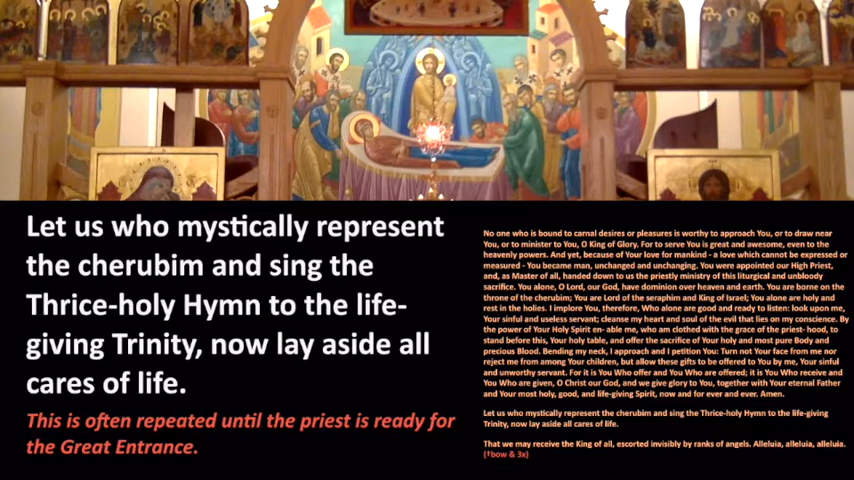 Let us who mystically represent
the cherubim and sing the
Thrice-holy Hymn to the life-
giving Trinity, now lay aside all
cares of life.
This is often repeated until the priest is ready for
the Great Entrance.
No one who is bound to carnal desires or pleasures is worthy to approach You, or to draw near
You, or to minister to You, O King of Glory. For to serve You is great and awesome, even to the
heavenly powers. And yet, because of Your love for mankind - a love which cannot be expressed or
measured - You became man, unchanged and unchanging. You were appointed our High Priest,
and, as Master of all, handed down to us the priestly ministry of this liturgical and unbloody
sacrifice. You alone, O Lord, our God, have dominion over heaven and earth. You are borne on the
throne of the cherubim; You are Lord of the seraphim and King of Israel; You alone are holy and
rest in the holies. I implore You, therefore, Who alone are good and ready to listen: look upon me,
Your sinful and useless servant; cleanse my heart and soul of the evil that lies on my conscience. By
the power of Your Holy Spirit en- able me, who am clothed with the grace of the priest- hood, to
stand before this, Your holy table, and offer the sacrifice of Your holy and most pure Body and
precious Blood. Bending my neck, I approach and I petition You: Turn not Your face from me nor
reject me from among Your children, but allow these gifts to be offered to You by me, Your sinful
and unworthy servant. For it is You Who offer and You Who are offered; it is You Who receive and
You Who are given, O Christ our God, and we give glory to You, together with Your eternal Father
and Your most holy, good, and life-giving Spirit, now and for ever and ever. Amen.
Let us who mystically represent the cherubim and sing the Thrice-holy Hymn to the life-giving
Trinity, now lay aside all cares of life.
That we may receive the King of all, escorted invisibly by ranks of angels. Alleluia, alleluia, alleluia.
(†bow & 3x)